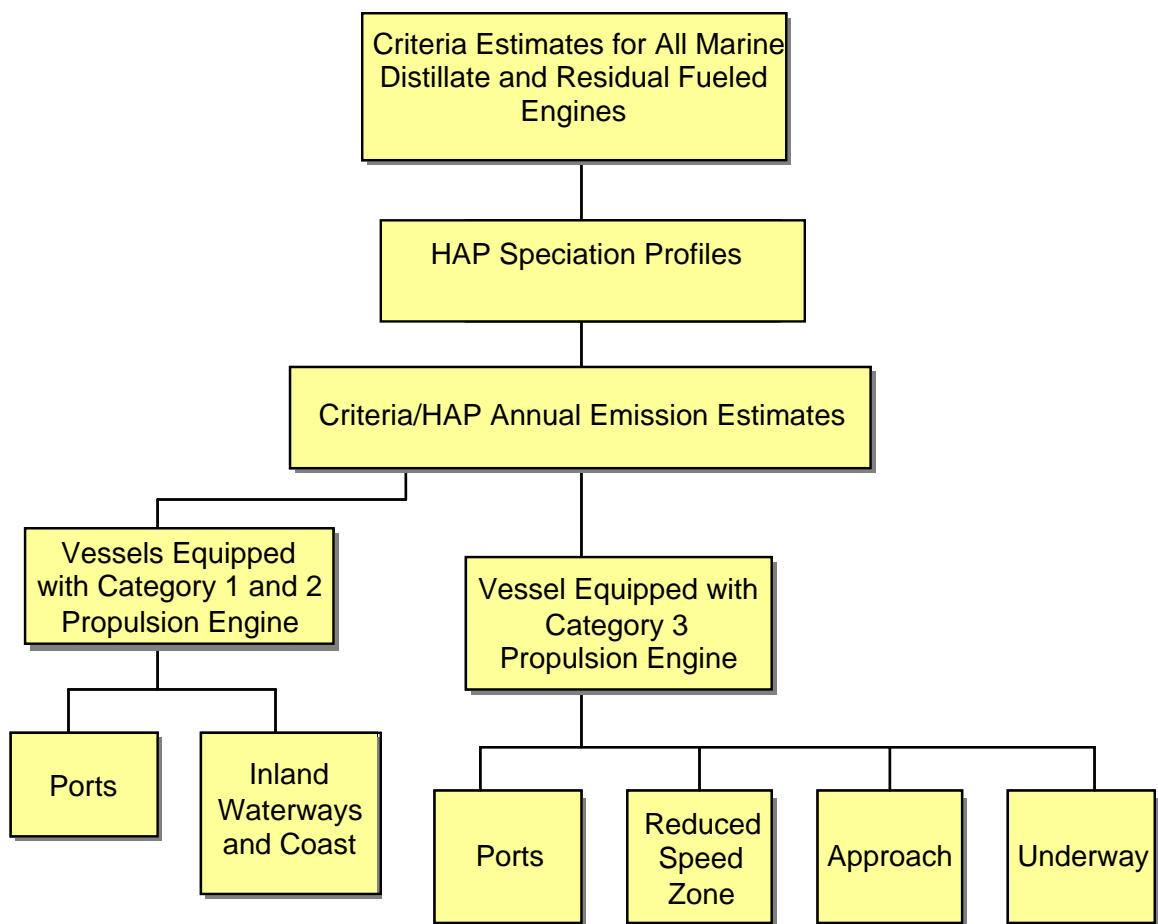 Criteria Estimates for All Marine
Distillate and Residual Fueled
Engines
HAP Speciation Profiles
Criteria/HAP Annual Emission Estimates
Vessels Equipped
with Category 1 and 2
Propulsion Engine
Vessel Equipped with
Category 3
Propulsion Engine
Ports
Inland
Waterways
and Coast
Ports
Reduced
Speed
Zone
Approach
Underway